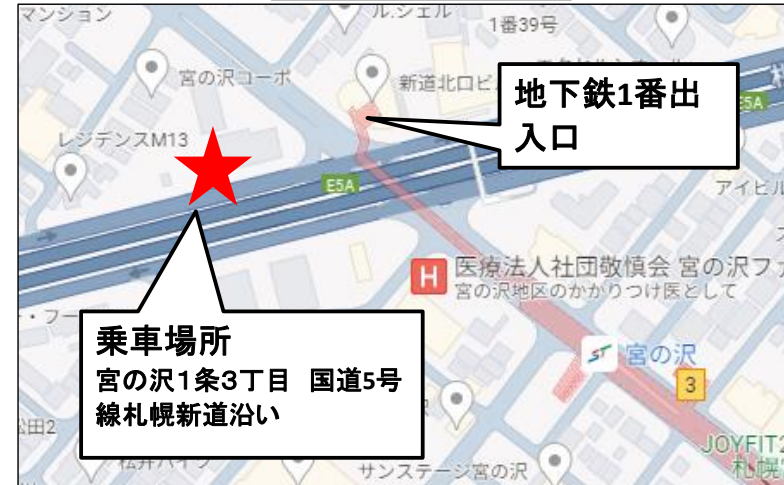 マンション
ル.シェル
1番39号
宮の沢コーポ
新道北口ビ
地下鉄1番出
入口
5A
レジデンスM13
E5A
アイビル
H
医療法人社団敬慎会 宮の沢ファ
宮の沢地区のかかりつけ医として
乗車場所
宮の沢1条3丁目 国道5号
線札幌新道沿い
ST
宮の沢
3
松田2
松井ハイツ
サンステージ宮の沢
JOYFIT2
札幌